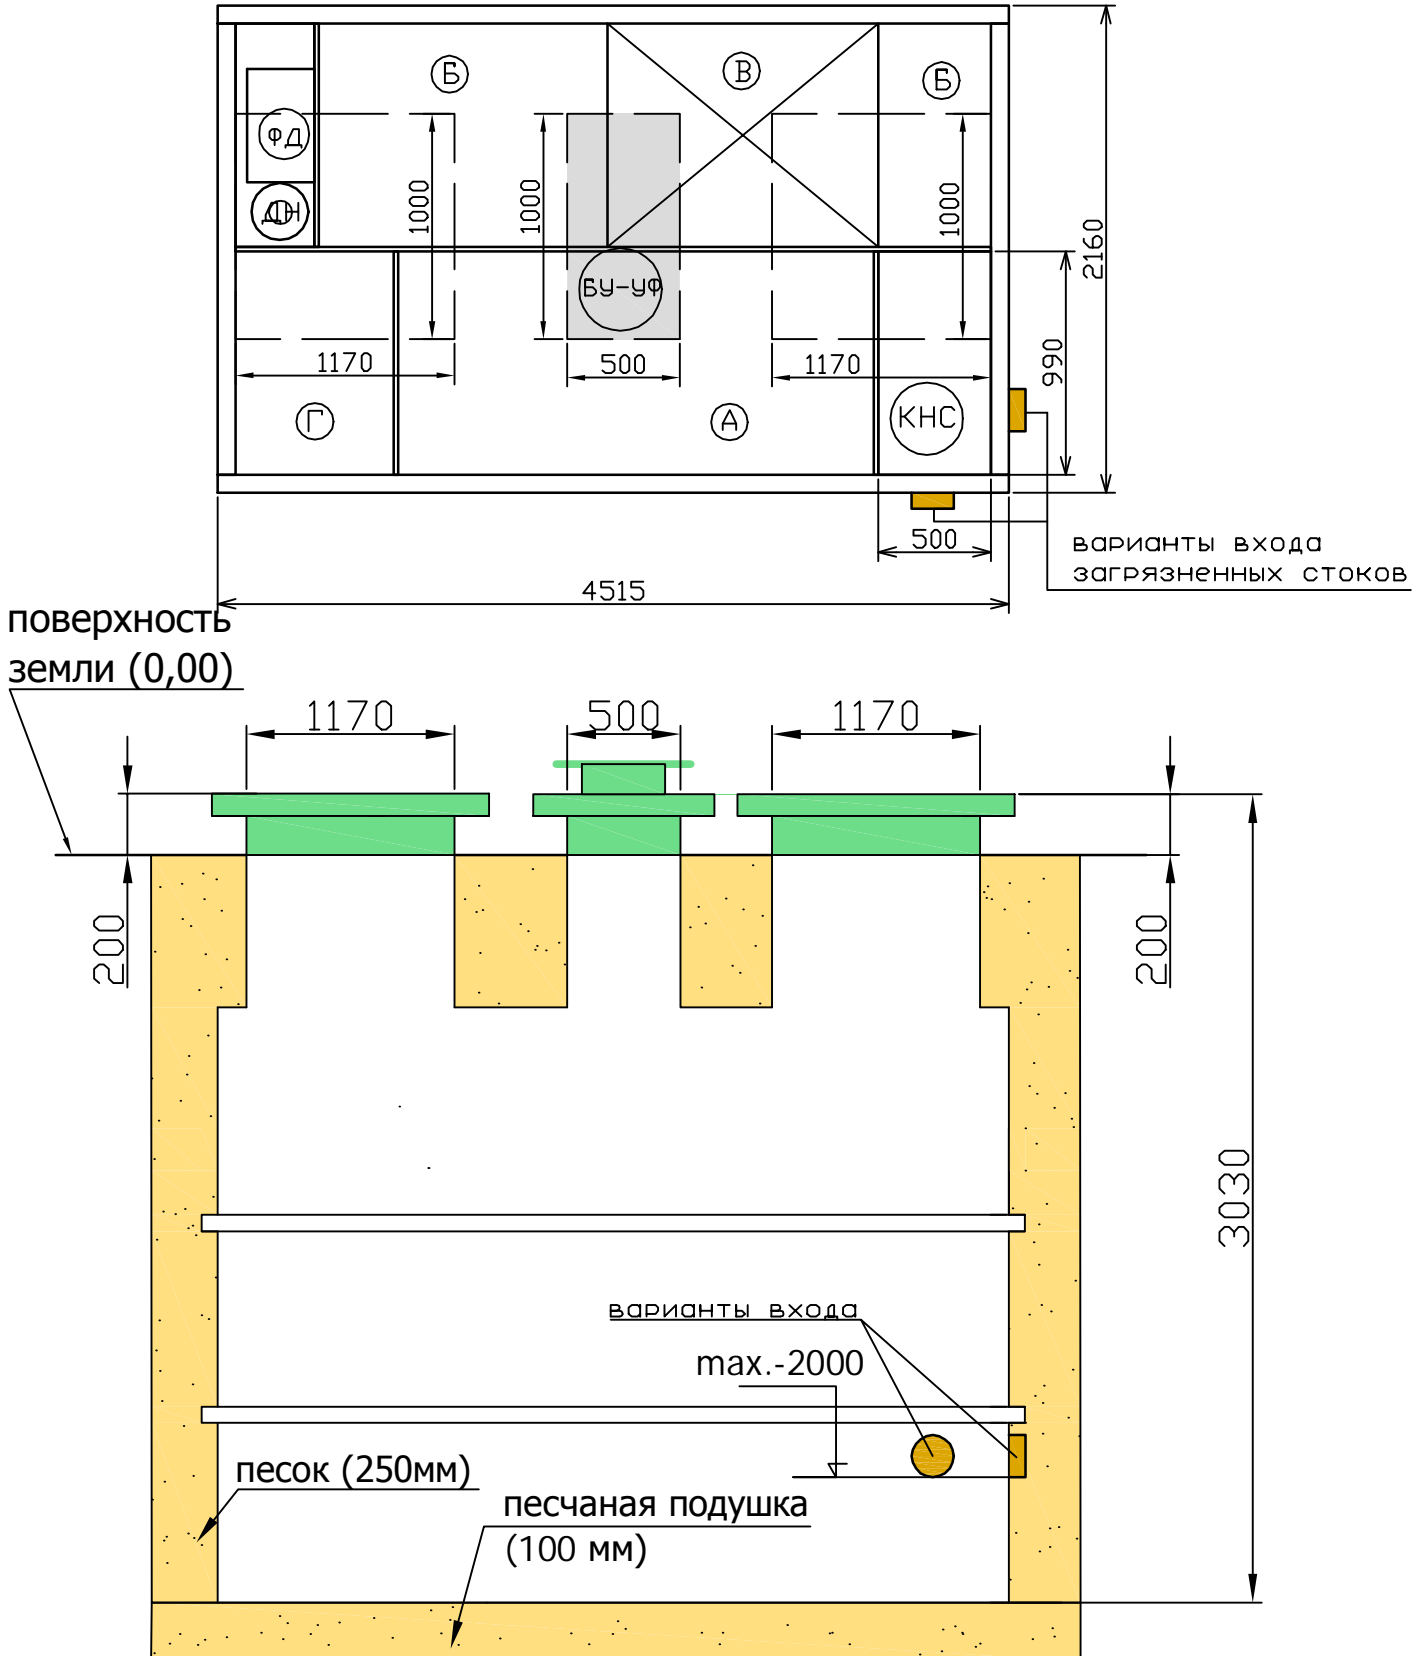 Б
В
Б
ФД
ДН
1000
1000
1000
2160
БУ-УФ
1170
500
1170
990
Г
А
КНС
500
варианты входа
загрязненных стоков
4515
поверхность
земли (0,00)
1170
500
1170
200
200
3030
варианты входа
max.-2000
песок (250мм)
песчаная подушка
(100 мм)